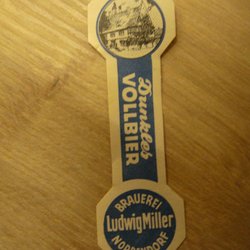 Dunkles
VOLLBIER
BRAUEREI
Ludwig Miller
NORDENDORF